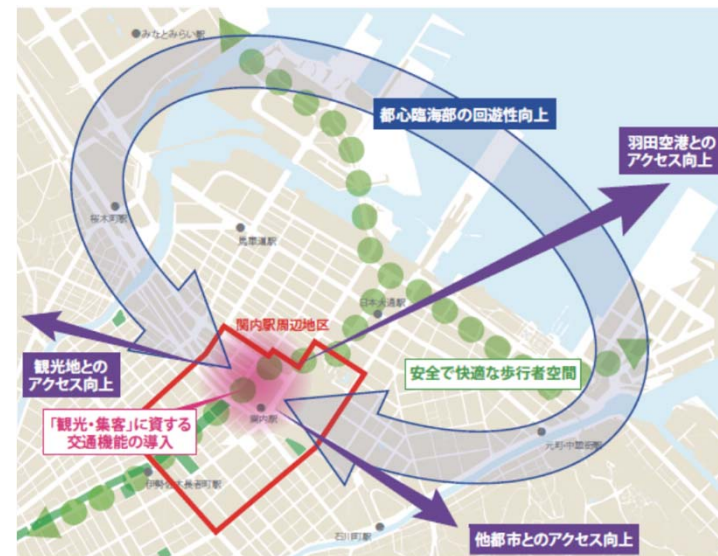 みなとみらい駅
都心臨海部の回遊性向上
羽田空港との
アクセス向上
桜木町駅
馬車道駅
日本大通駅
関内駅周辺地区
観光地との
アクセス向上
安全で快適な歩行者空間
「観光・集客」に資する
交通機能の導入
関内駅
元町・中華街駅
伊勢佐木長者町駅
石川町駅
他都市とのアクセス向上